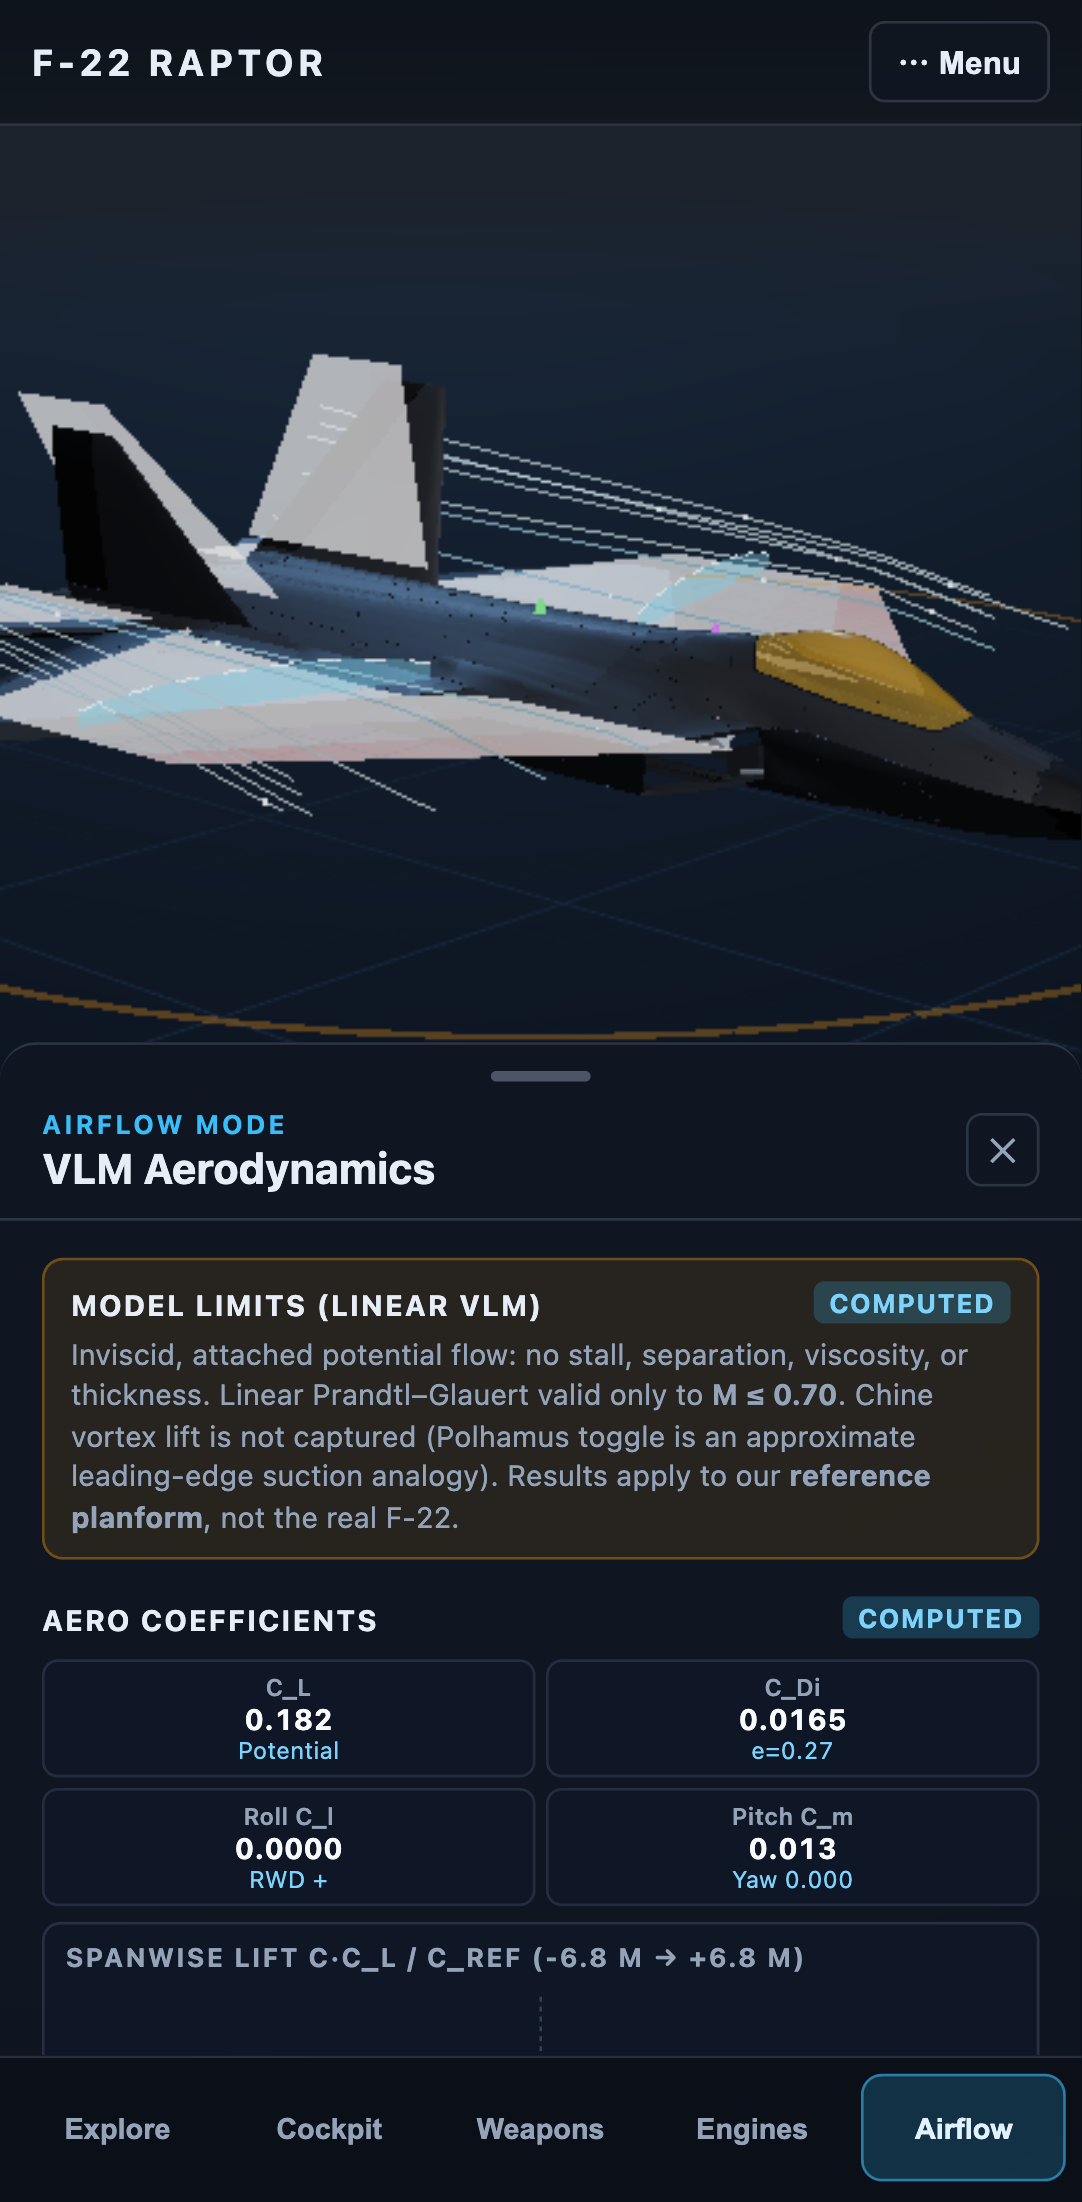 F-22 RAPTOR
··· Menu
AIRFLOW MODE
VLM Aerodynamics
MODEL LIMITS (LINEAR VLM)
COMPUTED
Inviscid, attached potential flow: no stall, separation, viscosity, or
thickness. Linear Prandtl–Glauert valid only to M ≤ 0.70. Chine
vortex lift is not captured (Polhamus toggle is an approximate
leading-edge suction analogy). Results apply to our reference
planform, not the real F-22.
AERO COEFFICIENTS
COMPUTED
C_L
0.182
Potential
C_Di
0.0165
e=0.27
Roll C_l
0.0000
RWD +
Pitch C_m
0.013
Yaw 0.000
SPANWISE LIFT C·C_L / C_REF (-6.8 M → +6.8 M)
Explore
Cockpit
Weapons
Engines
Airflow